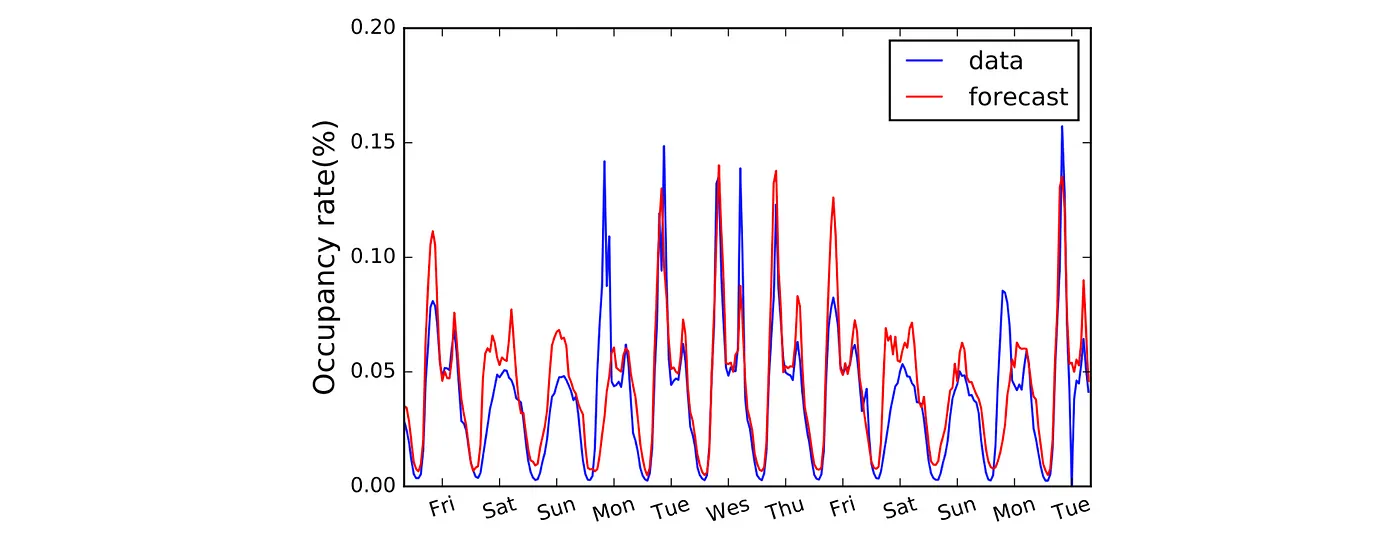 0.20
data
forecast
0.15
0.10
0.05
0.00
Occupancy rate(%)
Fri Sat Sun Mon Tue Wes Thu Fri Sat Sun Mon Tue